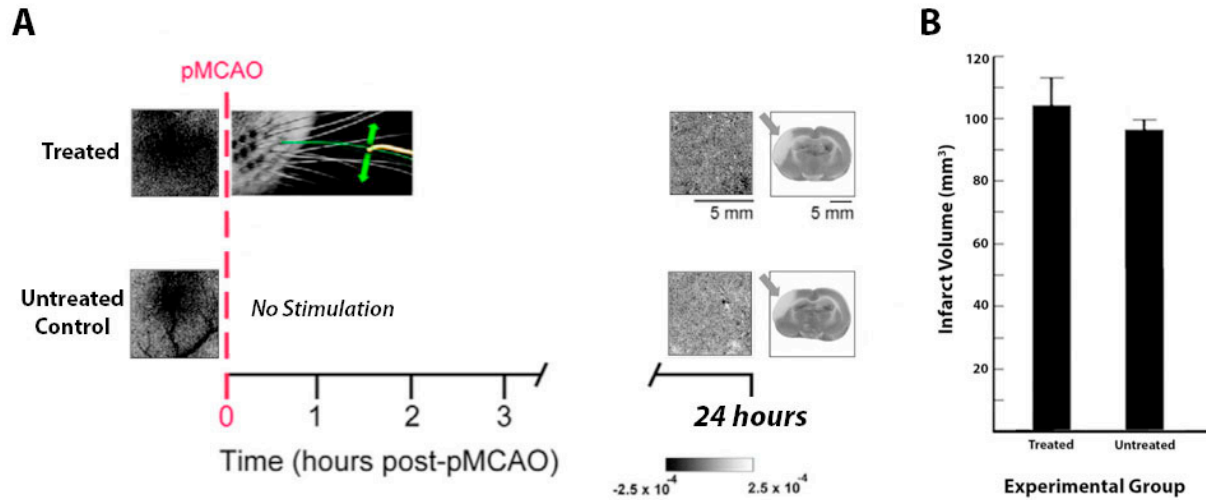 A
pMCAO
Treated
5 mm
5 mm
Untreated
Control
No Stimulation
0
1
2
3
24 hours
Time (hours post-pMCAO)
-2.5 x 10⁻⁴
2.5 x 10⁻⁴
B
Infarct Volume (mm³)
120
100
80
60
40
20
Treated
Untreated
Experimental Group